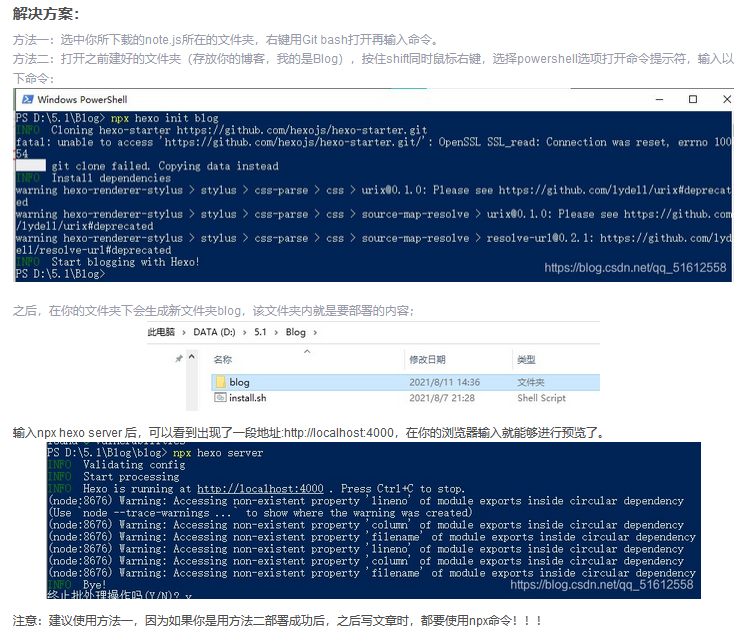 解决方案：
方法一：选中你所下载的note.js所在的文件夹，右键用Git bash打开再输入命令。
方法二：打开之前建好的文件夹（存放你的博客，我的是Blog），按住shift同时鼠标右键，选择powershell选项打开命令提示符，输入以
下命令：
Windows PowerShell
PS D:\5.1\Blog> npx hexo init blog
INFO Cloning hexo-starter https://github.com/hexojs/hexo-starter.git
fatal: unable to access 'https://github.com/hexojs/hexo-starter.git/': OpenSSL SSL_read: Connection was reset, errno 100
54
git clone failed. Copying data instead
INFO Install dependencies
warning hexo-renderer-stylus > stylus > css-parse > css > urix@0.1.0: Please see https://github.com/lydell/urix#deprecat
ed
warning hexo-renderer-stylus > stylus > css-parse > css > source-map-resolve > urix@0.1.0: Please see https://github.com
/lydell/urix#deprecated
warning hexo-renderer-stylus > stylus > css-parse > css > source-map-resolve > resolve-url@0.2.1: https://github.com/lyd
ell/resolve-url#deprecated
INFO Start blogging with Hexo!
PS D:\5.1\Blog>
https://blog.csdn.net/qq_51612558
之后，在你的文件夹下会生成新文件夹blog，该文件夹内就是要部署的内容；
此电脑 > DATA (D:) > 5.1 > Blog >
名称 修改日期 类型
blog 2021/8/11 14:36 文件夹
install.sh 2021/8/7 21:28 Shell Script
输入npx hexo server 后，可以看到出现了一段地址:http://localhost:4000，在你的浏览器输入就能够进行预览了。
found 0 vulnerabilities
PS D:\5.1\Blog\blog> npx hexo server
INFO Validating config
INFO Start processing
INFO Hexo is running at http://localhost:4000 . Press Ctrl+C to stop.
(node:8676) Warning: Accessing non-existent property 'lineno' of module exports inside circular dependency
(Use `node --trace-warnings ...` to show where the warning was created)
(node:8676) Warning: Accessing non-existent property 'column' of module exports inside circular dependency
(node:8676) Warning: Accessing non-existent property 'filename' of module exports inside circular dependency
(node:8676) Warning: Accessing non-existent property 'lineno' of module exports inside circular dependency
(node:8676) Warning: Accessing non-existent property 'column' of module exports inside circular dependency
(node:8676) Warning: Accessing non-existent property 'filename' of module exports inside circular dependency
INFO Bye!
https://blog.csdn.net/qq_51612558
终止批处理操作吗(Y/N)? y
注意：建议使用方法一，因为如果你是用方法二部署成功后，之后写文章时，都要使用npx命令！！！